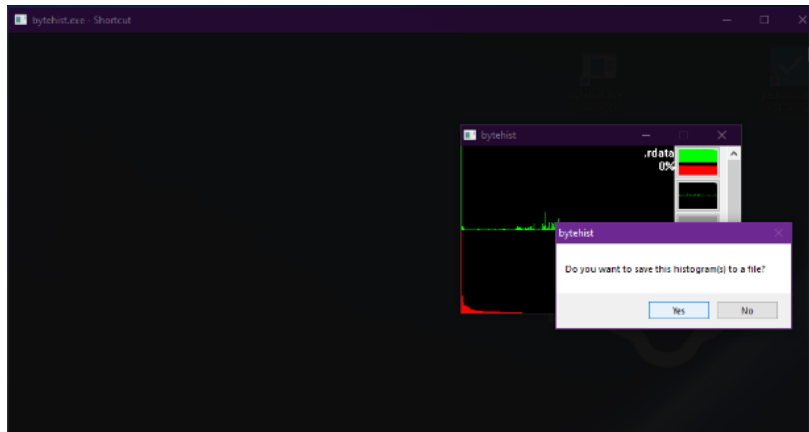 bytehist.exe - Shortcut
bytehist
.rdata
0%
bytehist
Do you want to save this histogram(s) to a file?
Yes
No